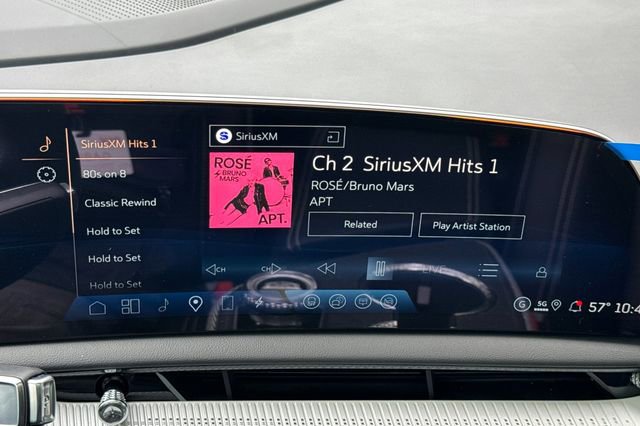 SiriusXM Hits 1
80s on 8
Classic Rewind
Hold to Set
Hold to Set
Hold to Set
S SiriusXM
ROSÉ
BRUNO
MARS
APT.
Ch 2 SiriusXM Hits 1
ROSÉ/Bruno Mars
APT
Related
Play Artist Station
CH
CH
LIVE
G
5G
57°
10:4